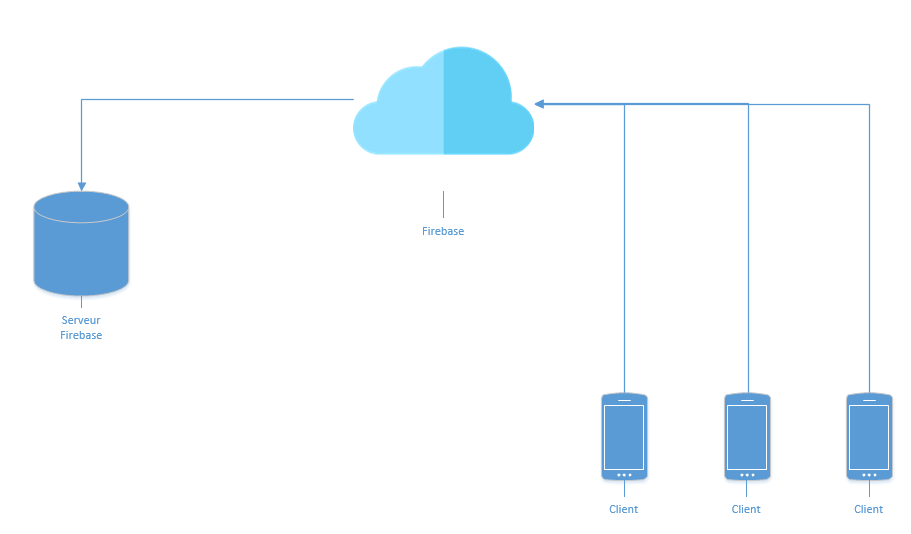 Firebase
Serveur
Firebase
Client
Client
Client